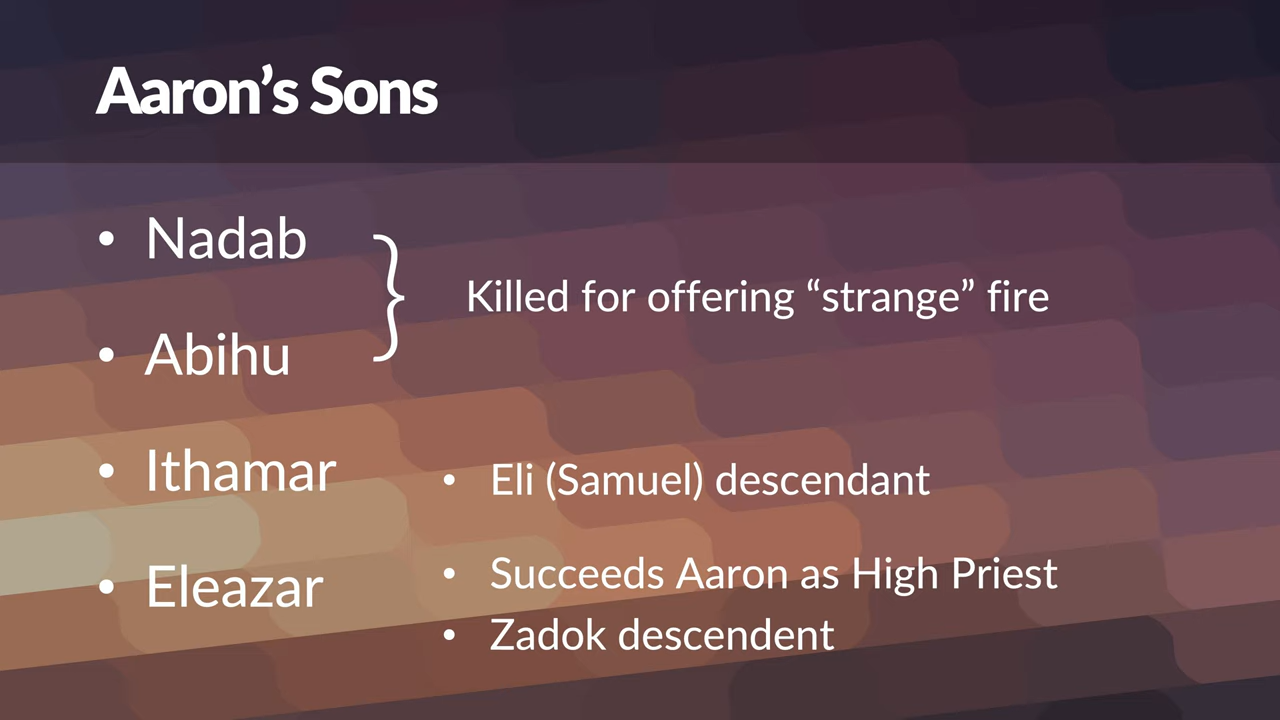 Aaron’s Sons
• Nadab
• Abihu
Killed for offering “strange” fire
• Ithamar
• Eli (Samuel) descendant
• Eleazar
• Succeeds Aaron as High Priest
• Zadok descendent